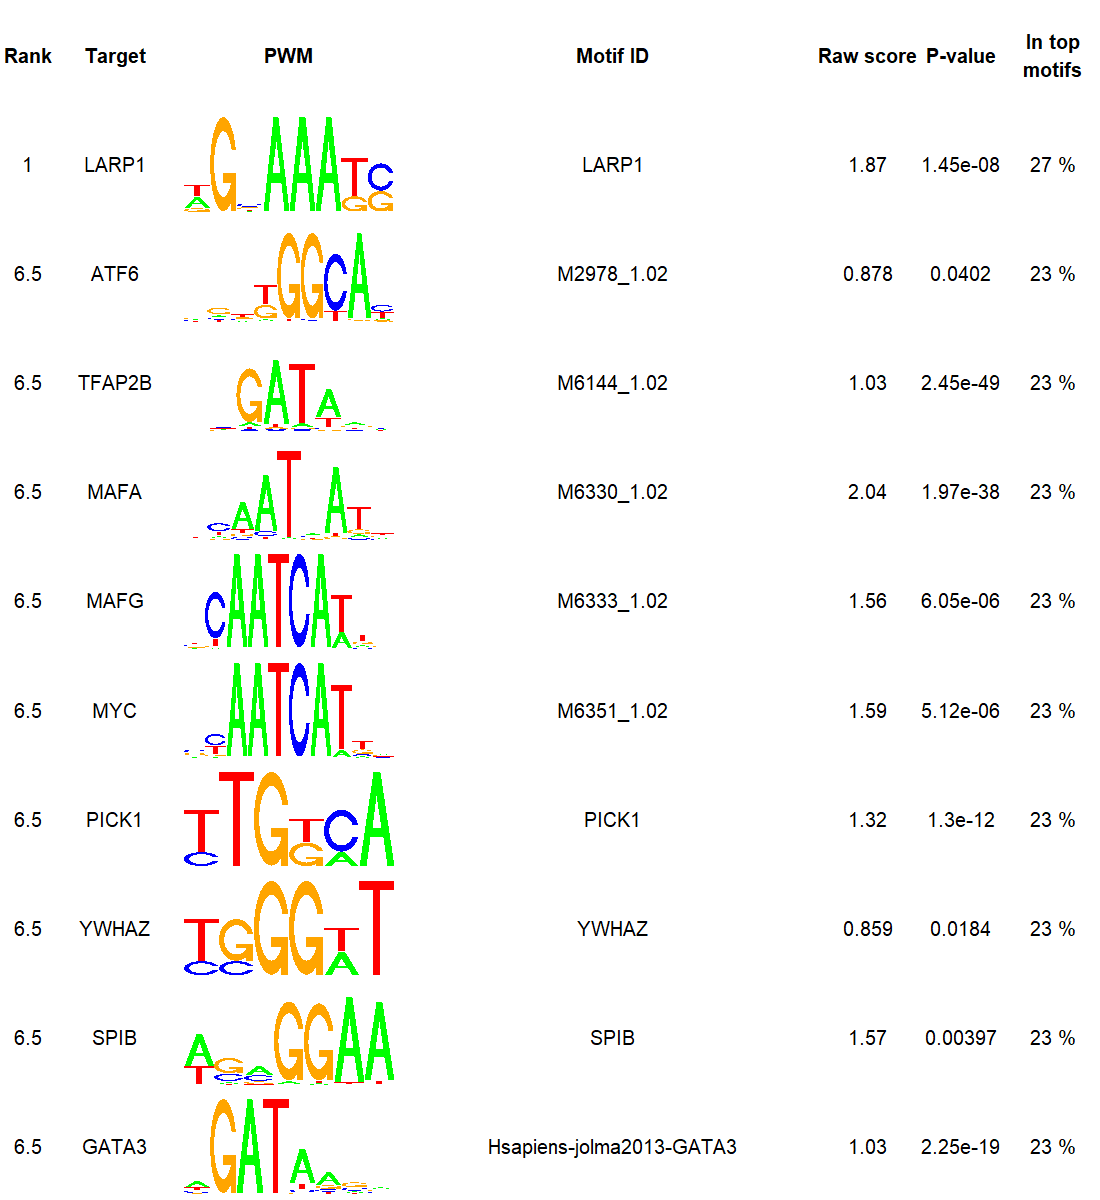 Rank Target PWM Motif ID Raw score P-value In top motifs
1 LARP1 LARP1 1.87 1.45e-08 27 %
6.5 ATF6 M2978_1.02 0.878 0.0402 23 %
6.5 TFAP2B M6144_1.02 1.03 2.45e-49 23 %
6.5 MAFA M6330_1.02 2.04 1.97e-38 23 %
6.5 MAFG M6333_1.02 1.56 6.05e-06 23 %
6.5 MYC M6351_1.02 1.59 5.12e-06 23 %
6.5 PICK1 PICK1 1.32 1.3e-12 23 %
6.5 YWHAZ YWHAZ 0.859 0.0184 23 %
6.5 SPIB SPIB 1.57 0.00397 23 %
6.5 GATA3 Hsapiens-jolma2013-GATA3 1.03 2.25e-19 23 %